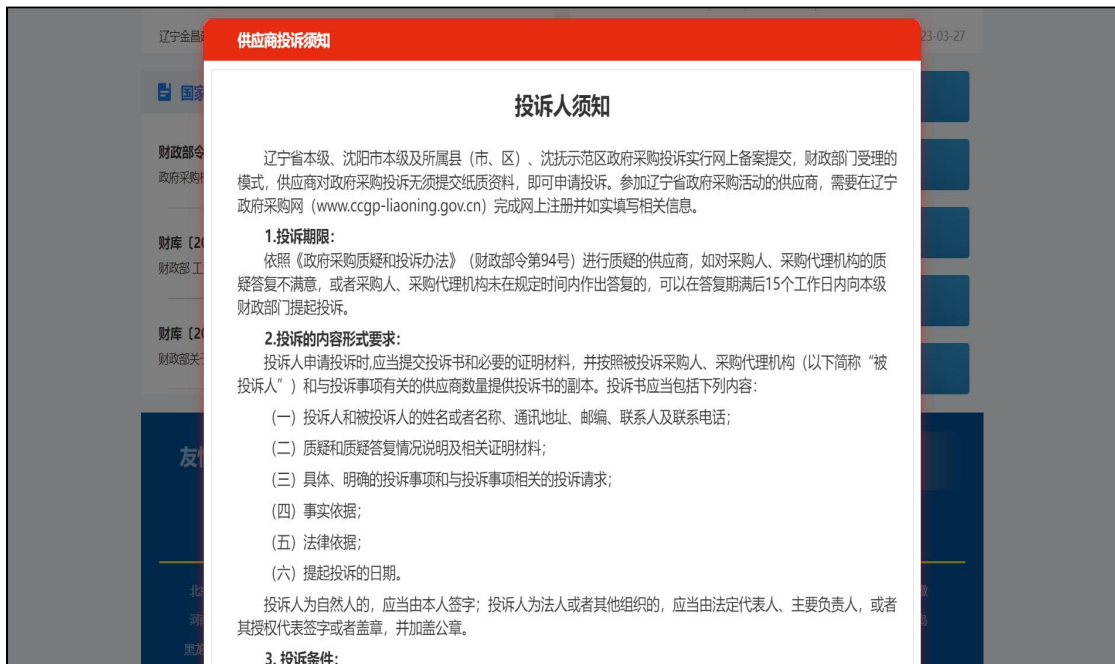 辽宁金昌
供应商投诉须知
23-03-27
国家
投诉人须知
财政部令
政府采购
辽宁省本级、沈阳市本级及所属县（市、区）、沈抚示范区政府采购投诉实行网上备案提交，财政部门受理的
模式，供应商对政府采购投诉无须提交纸质资料，即可申请投诉。参加辽宁省政府采购活动的供应商，需要在辽宁
政府采购网（www.ccgp-liaoning.gov.cn）完成网上注册并如实填写相关信息。
财库〔20
财政部 工
1.投诉期限：
依照《政府采购质疑和投诉办法》（财政部令第94号）进行质疑的供应商，如对采购人、采购代理机构的质
疑答复不满意，或者采购人、采购代理机构未在规定时间内作出答复的，可以在答复期满后15个工作日内向本级
财政部门提起投诉。
财库〔20
财政部关于
2.投诉的内容形式要求：
投诉人申请投诉时,应当提交投诉书和必要的证明材料，并按照被投诉采购人、采购代理机构（以下简称“被
投诉人”）和与投诉事项有关的供应商数量提供投诉书的副本。投诉书应当包括下列内容：
（一）投诉人和被投诉人的姓名或者名称、通讯地址、邮编、联系人及联系电话；
（二）质疑和质疑答复情况说明及相关证明材料；
（三）具体、明确的投诉事项和与投诉事项相关的投诉请求；
（四）事实依据；
（五）法律依据；
（六）提起投诉的日期。
友
投诉人为自然人的，应当由本人签字；投诉人为法人或者其他组织的，应当由法定代表人、主要负责人，或者
其授权代表签字或者盖章，并加盖公章。
北
河
黑龙
3. 投诉条件：